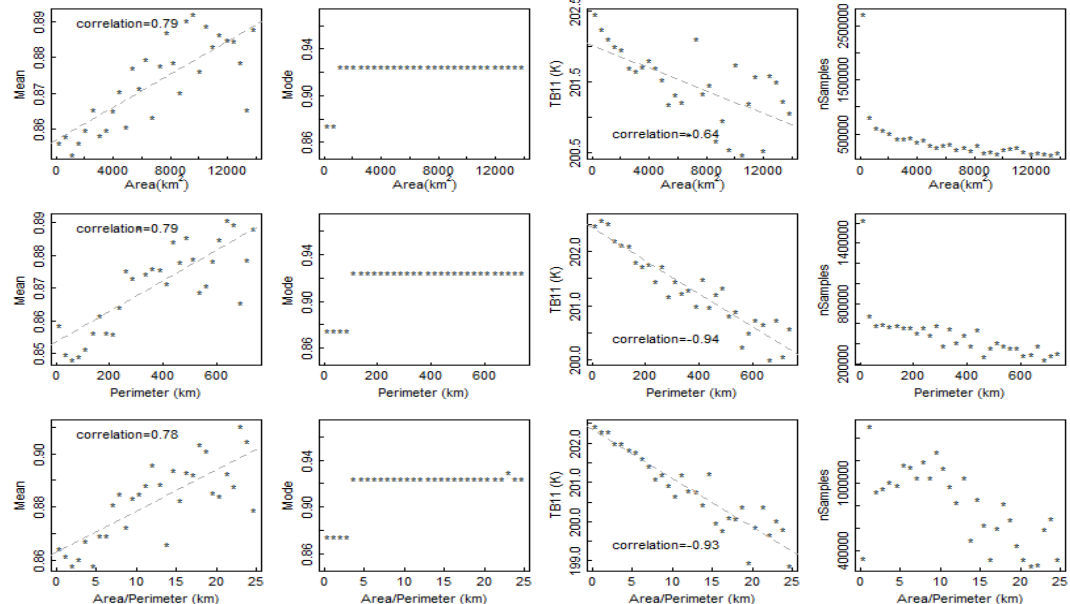 correlation=0.79
Mean
0.86 0.87 0.88 0.89
0 4000 8000 12000
Area(km²)
Mode
0.86 0.90 0.94
0 4000 8000 12000
Area(km²)
TB11 (K)
200.5 201.5 202.5
correlation=-0.64
0 4000 8000 12000
Area(km²)
nSamples
500000 1500000 2500000
0 4000 8000 12000
Area(km²)
correlation=0.79
Mean
0.85 0.86 0.87 0.88 0.89
0 200 400 600
Perimeter (km)
Mode
0.86 0.90 0.94
0 200 400 600
Perimeter (km)
TB11 (K)
200.0 201.0 202.0
correlation=-0.94
0 200 400 600
Perimeter (km)
nSamples
200000 800000 1400000
0 200 400 600
Perimeter (km)
correlation=0.78
Mean
0.86 0.88 0.90
0 5 10 15 20 25
Area/Perimeter (km)
Mode
0.86 0.90 0.94
0 5 10 15 20 25
Area/Perimeter (km)
TB11 (K)
199.0 200.0 201.0 202.0
correlation=-0.93
0 5 10 15 20 25
Area/Perimeter (km)
nSamples
400000 1000000
0 5 10 15 20 25
Area/Perimeter (km)